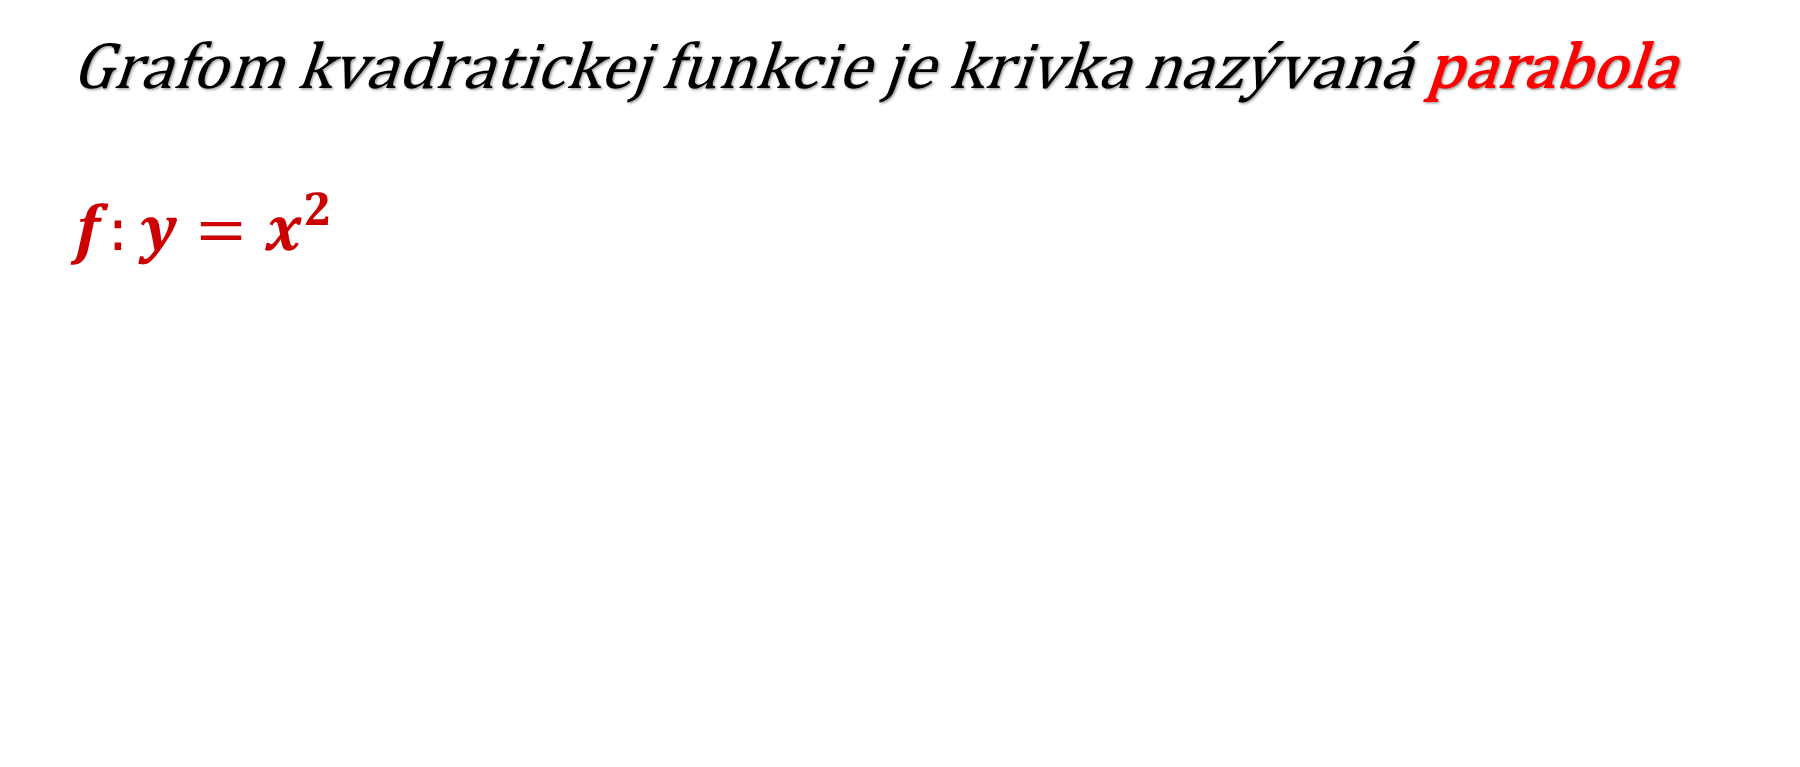 Grafom kvadratickej funkcie je krivka nazývaná parabola
f: y = x²